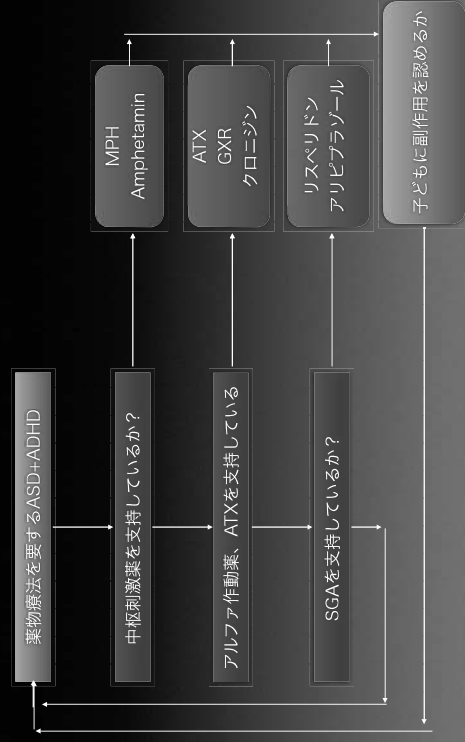 薬物療法を要するASD+ADHD
中枢刺激薬を支持しているか？
MPH
Amphetamin
アルファ作動薬、ATXを支持している
ATX
GXR
クロニジン
SGAを支持しているか？
リスペリドン
アリピプラゾール
子どもに副作用を認めるか